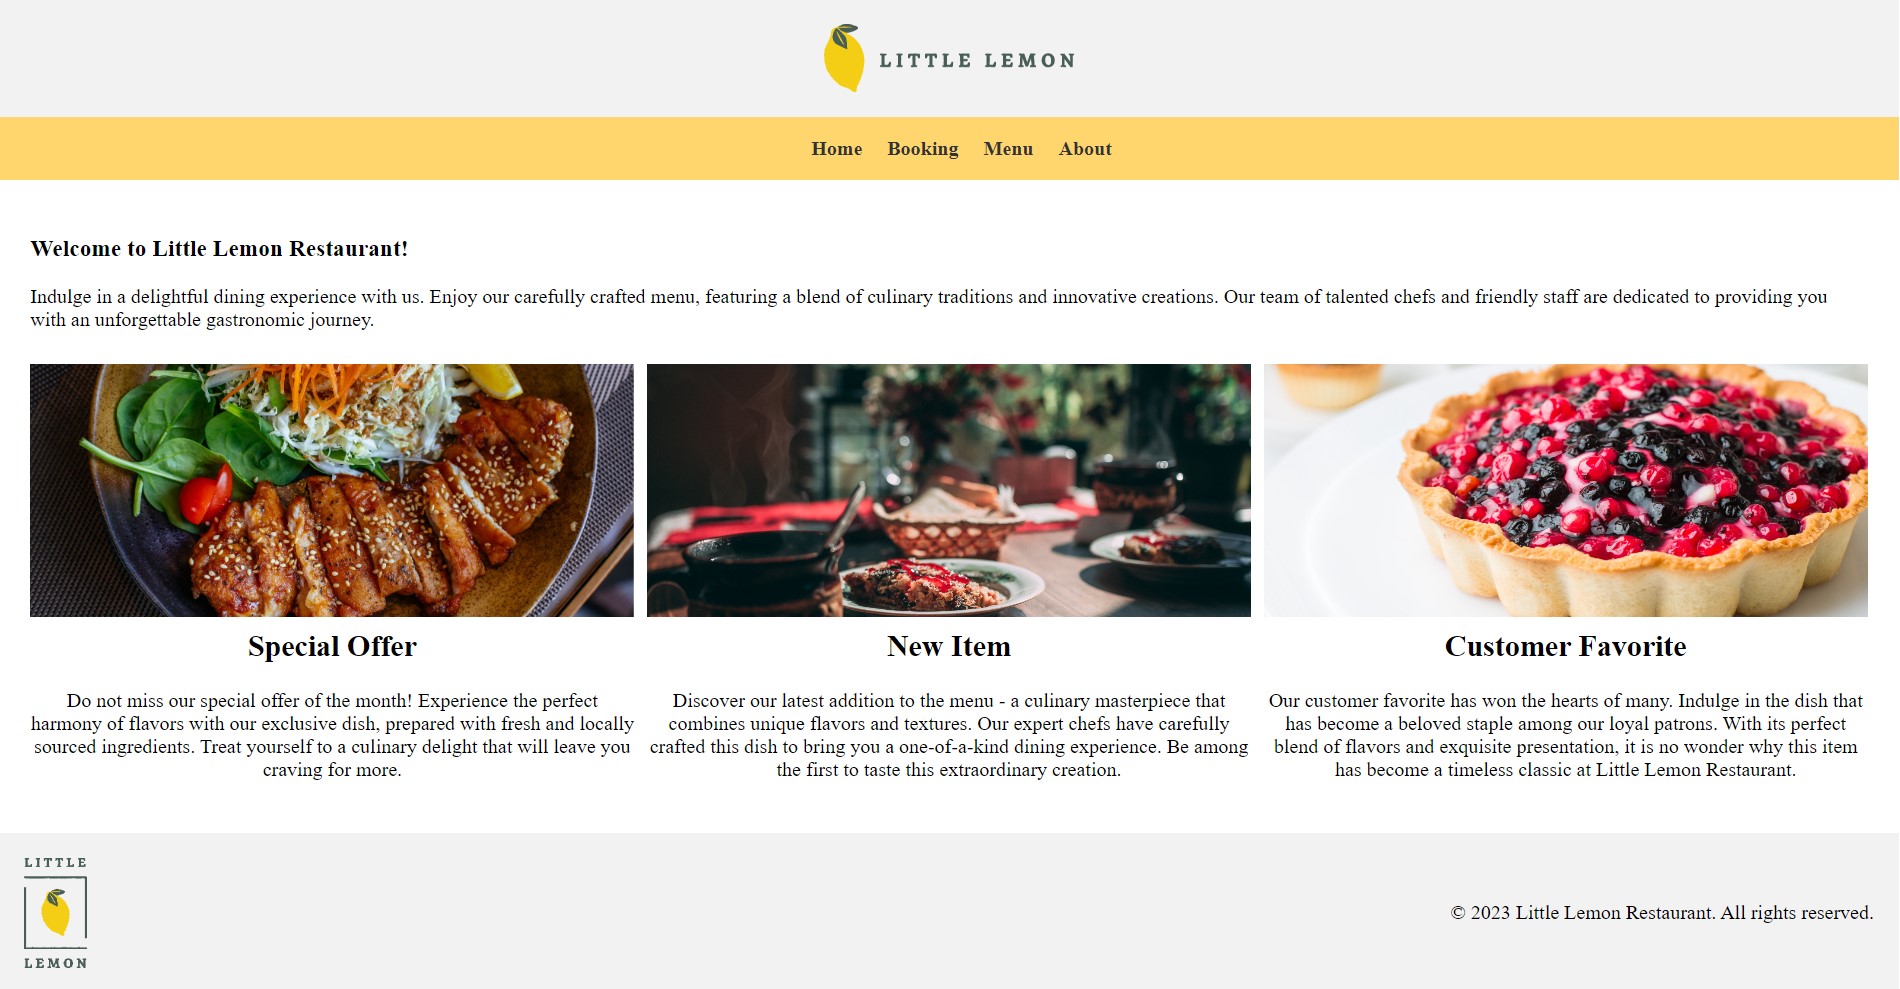 LITTLE LEMON
Home Booking Menu About
Welcome to Little Lemon Restaurant!
Indulge in a delightful dining experience with us. Enjoy our carefully crafted menu, featuring a blend of culinary traditions and innovative creations. Our team of talented chefs and friendly staff are dedicated to providing you
with an unforgettable gastronomic journey.
Special Offer
Do not miss our special offer of the month! Experience the perfect
harmony of flavors with our exclusive dish, prepared with fresh and locally
sourced ingredients. Treat yourself to a culinary delight that will leave you
craving for more.
New Item
Discover our latest addition to the menu - a culinary masterpiece that
combines unique flavors and textures. Our expert chefs have carefully
crafted this dish to bring you a one-of-a-kind dining experience. Be among
the first to taste this extraordinary creation.
Customer Favorite
Our customer favorite has won the hearts of many. Indulge in the dish that
has become a beloved staple among our loyal patrons. With its perfect
blend of flavors and exquisite presentation, it is no wonder why this item
has become a timeless classic at Little Lemon Restaurant.
LITTLE
LEMON
© 2023 Little Lemon Restaurant. All rights reserved.